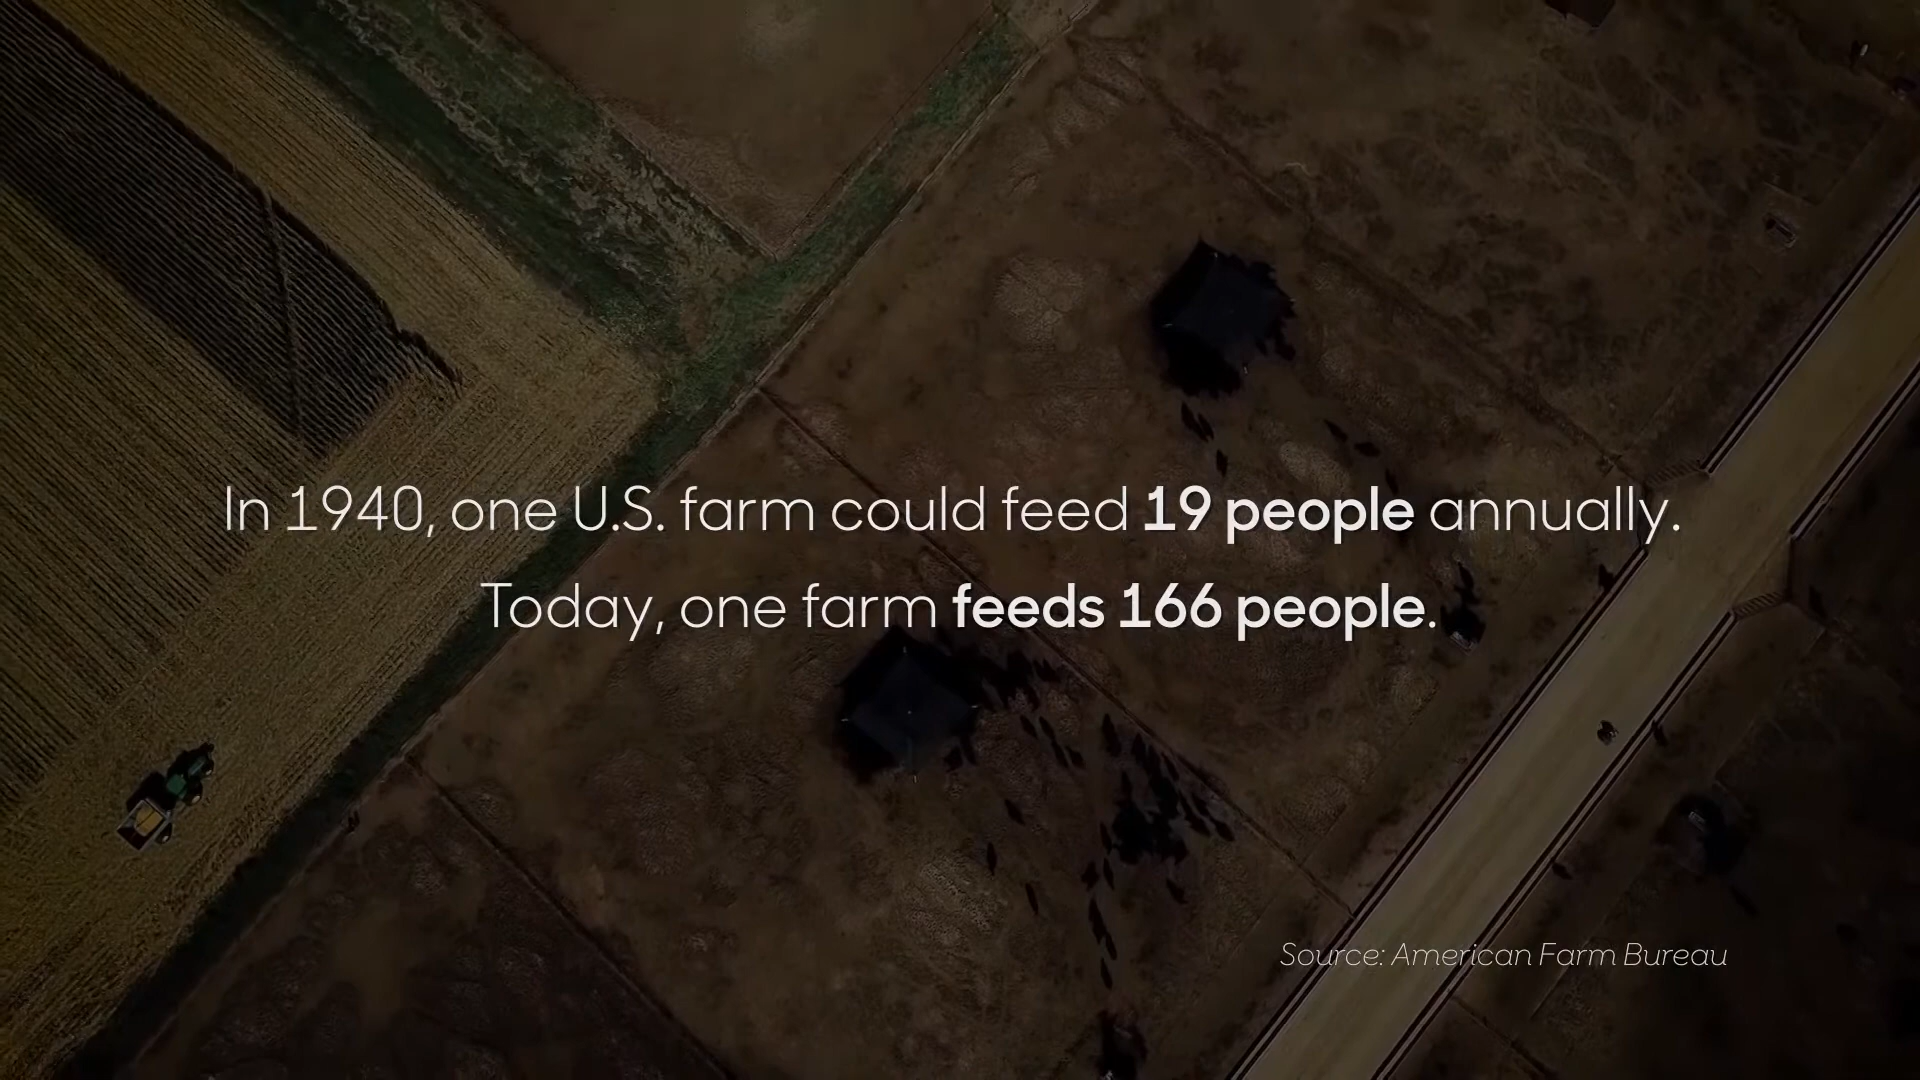 In 1940, one U.S. farm could feed 19 people annually.
Today, one farm feeds 166 people.
Source: American Farm Bureau